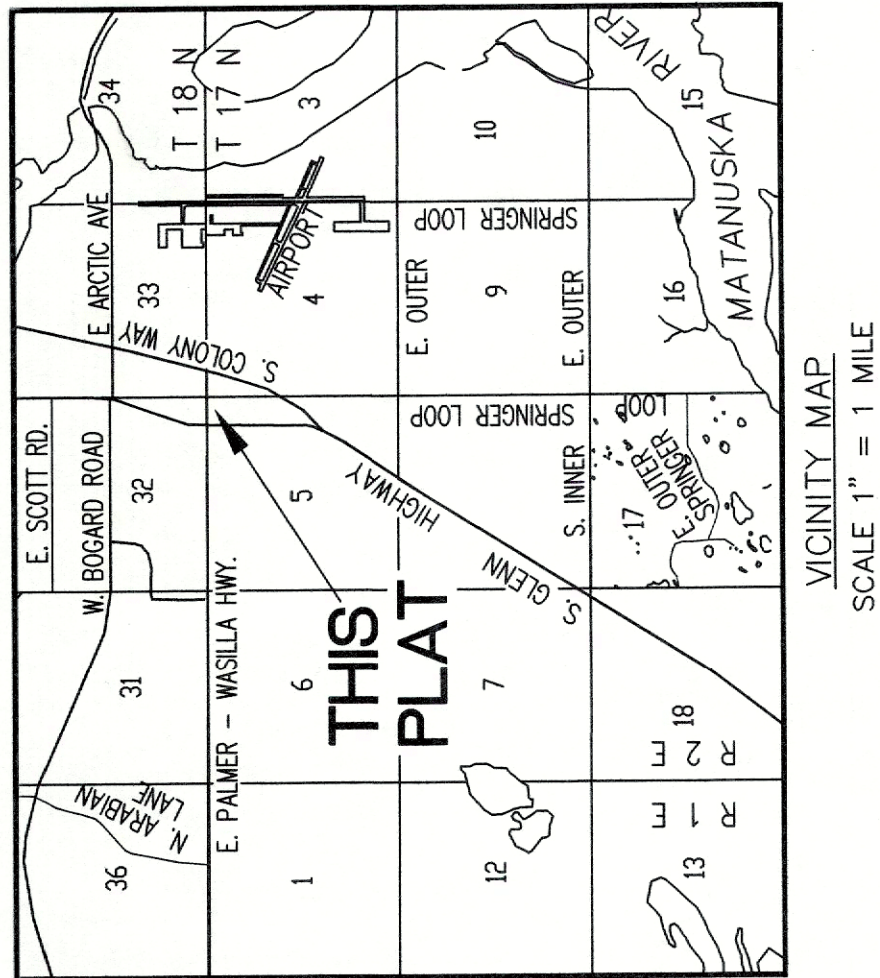 E. SCOTT RD.
W. BOGARD ROAD
E ARCTIC AVE
N. ARABIAN
LANE
36
31
32
33
34
T 18 N
T 17 N
E. PALMER – WASILLA HWY.
S. COLONY WAY
AIRPORT
1
6
5
4
3
THIS
PLAT
S. GLENN HIGHWAY
12
7
SPRINGER LOOP
E. OUTER
9
E. OUTER
SPRINGER LOOP
10
S. INNER
LOOP
13
R 1 E
R 2 E
18
17
E. OUTER
SPRINGER
16
15
MATANUSKA RIVER
VICINITY MAP
SCALE 1" = 1 MILE